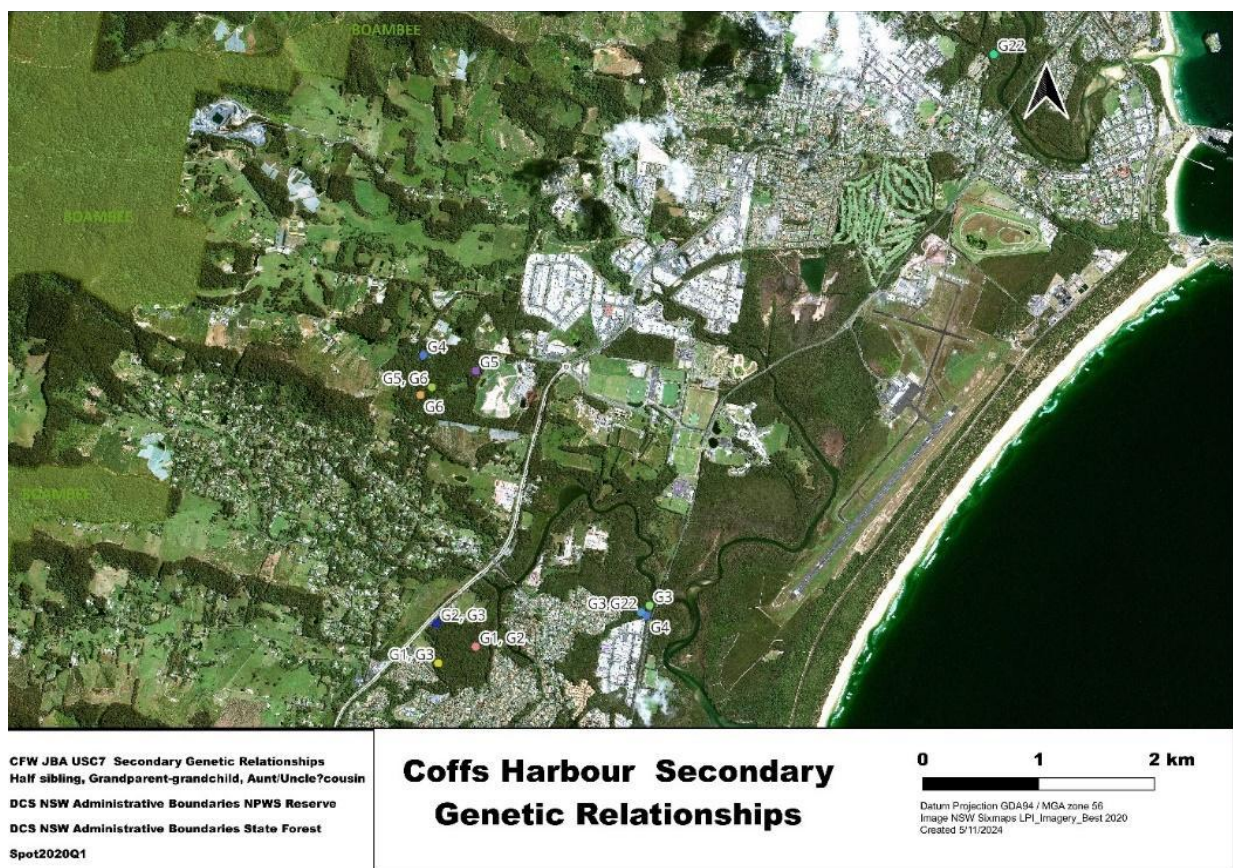 BOAMBEE
G22
BOAMBEE
G4
G5
G5, G6
G6
BOAMBEE
G3
G3,G22
G4
G2, G3
G1, G2
G1, G3
CFW JBA USC7 Secondary Genetic Relationships
Half sibling, Grandparent-grandchild, Aunt/Uncle?cousin
DCS NSW Administrative Boundaries NPWS Reserve
DCS NSW Administrative Boundaries State Forest
Spot2020Q1
Coffs Harbour Secondary
Genetic Relationships
0 1 2 km
Datum Projection GDA94 / MGA zone 56
Image NSW Sixmaps LPI_Imagery_Best 2020
Created 5/11/2024